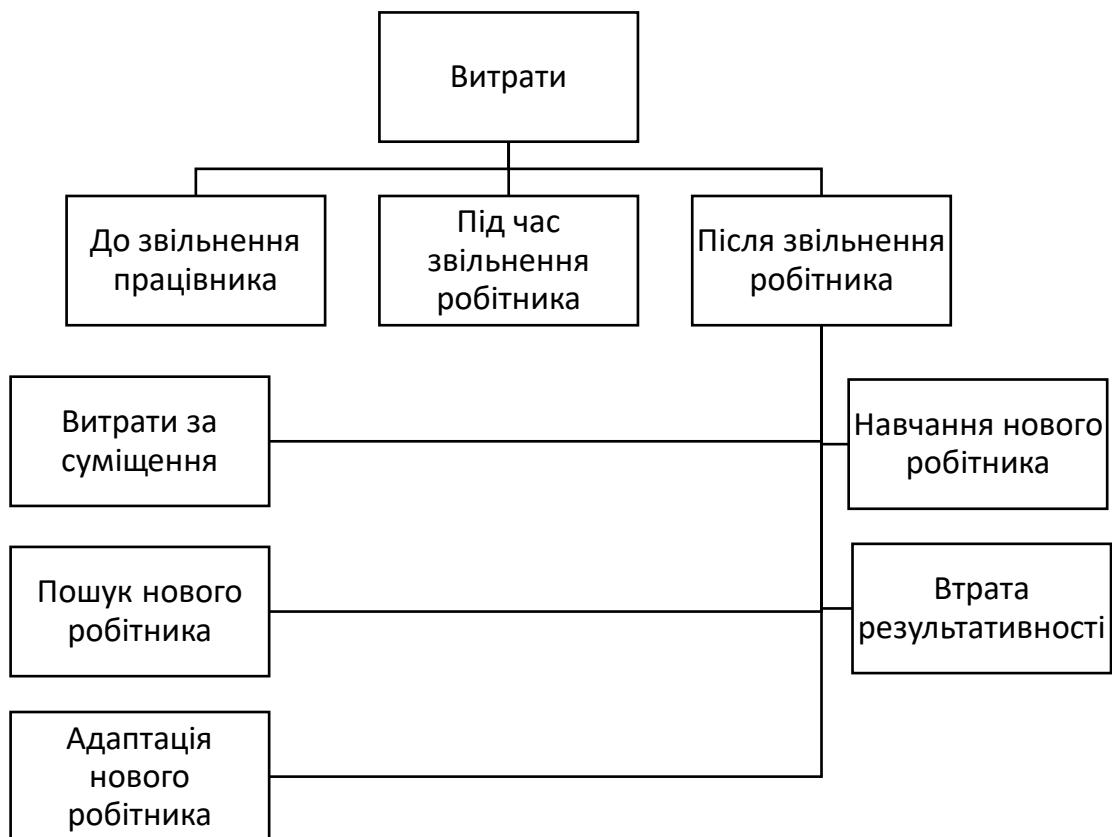 Витрати
До звільнення
працівника
Під час
звільнення
робітника
Після звільнення
робітника
Витрати за
суміщення
Навчання нового
робітника
Пошук нового
робітника
Втрата
результативності
Адаптація
нового
робітника